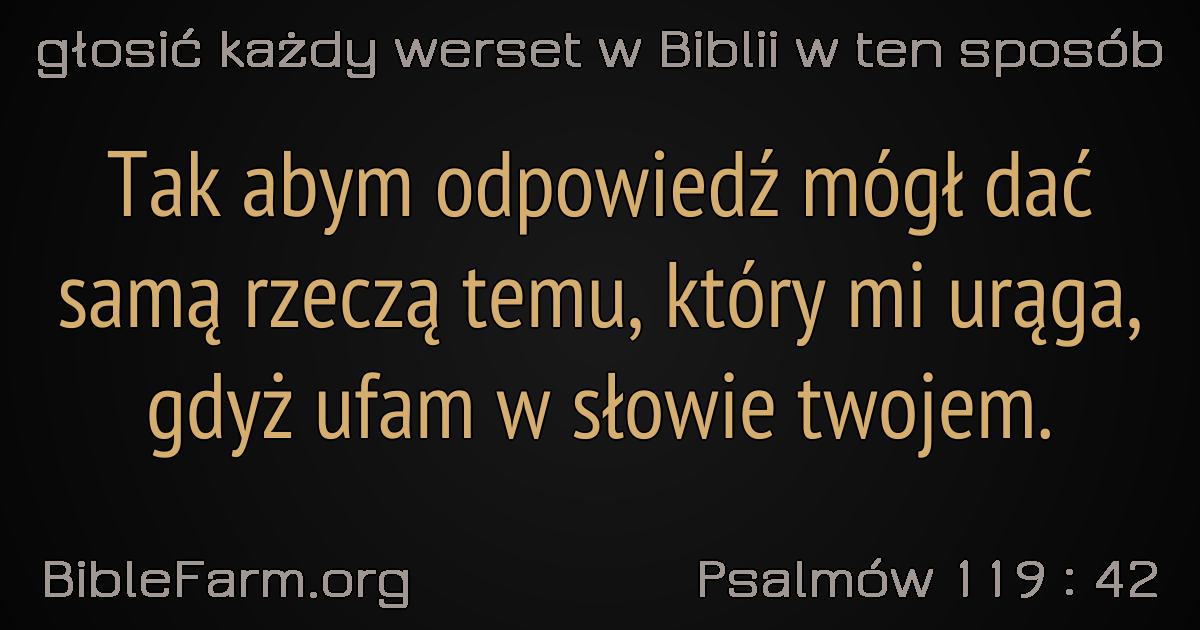 głosić każdy werset w Biblii w ten sposób
Tak abym odpowiedź mógł dać
samą rzeczą temu, który mi urąga,
gdyż ufam w słowie twojem.
BibleFarm.org
Psalmów 119 : 42